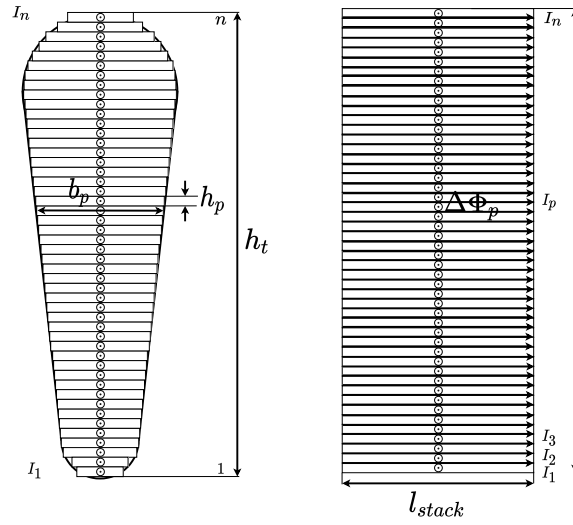 I_n n
b_p h_p
h_t
I_1 1
I_n
ΔΦ_p I_p
I_3
I_2
I_1
l_stack